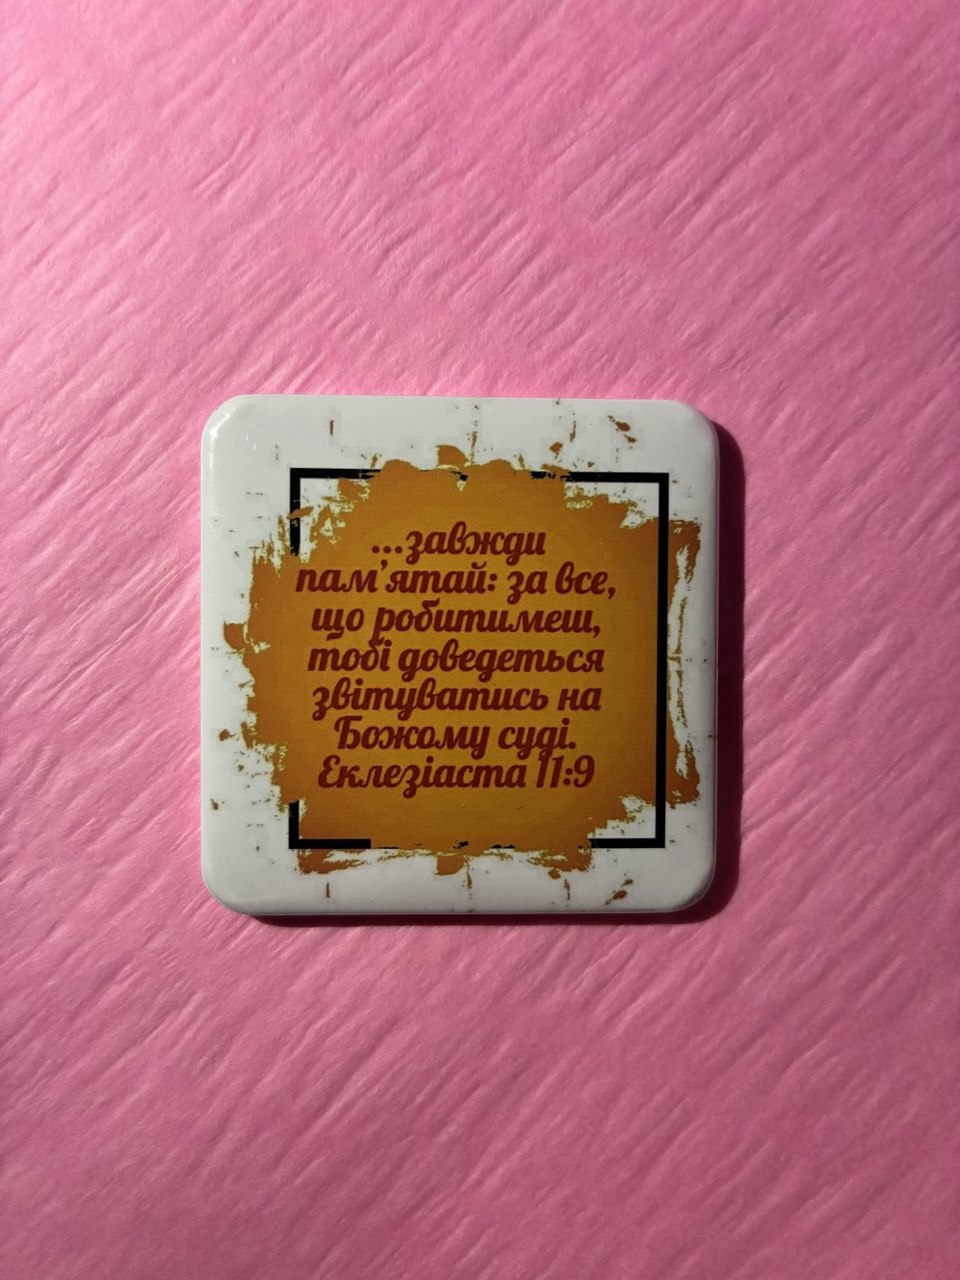 ...завжди
пам'ятай: за все,
що робитимеш,
тобі доведеться
звітуватись на
Божому суді.
Еклезіаста 11:9